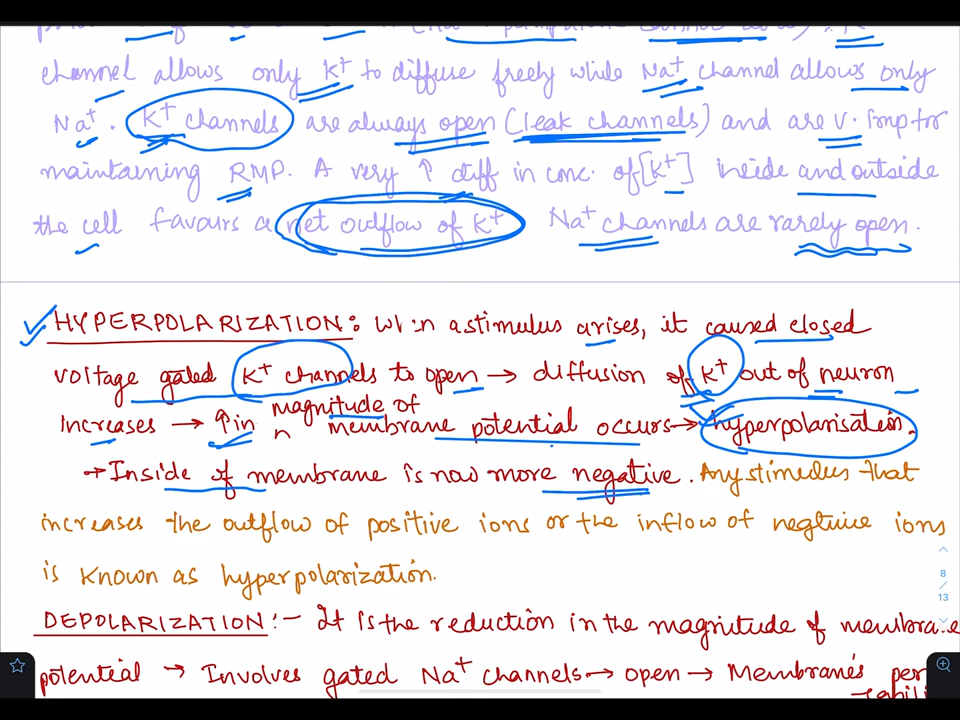 channel allows only K+ to diffuse freely while Na+ channel allows only
Na+. K+ channels are always open (leak channels) and are v. imp for
maintaining RMP. A very ↑ diff in conc. of [K+] inside and outside
the cell favours a net outflow of K+ Na+ channels are rarely open.
HYPERPOLARIZATION: When a stimulus arises, it caused closed
voltage gated K+ channels to open → diffusion of K+ out of neuron
increases → ↑ in magnitude of membrane potential occurs → hyperpolarisation.
→ Inside of membrane is now more negative. Any stimulus that
increases the outflow of positive ions or the inflow of negtive ions
is known as hyperpolarization.
DEPOLARIZATION :- It is the reduction in the magnitude of membrane
potential → Involves gated Na+ channels → open → Membrane's per
8
/
13